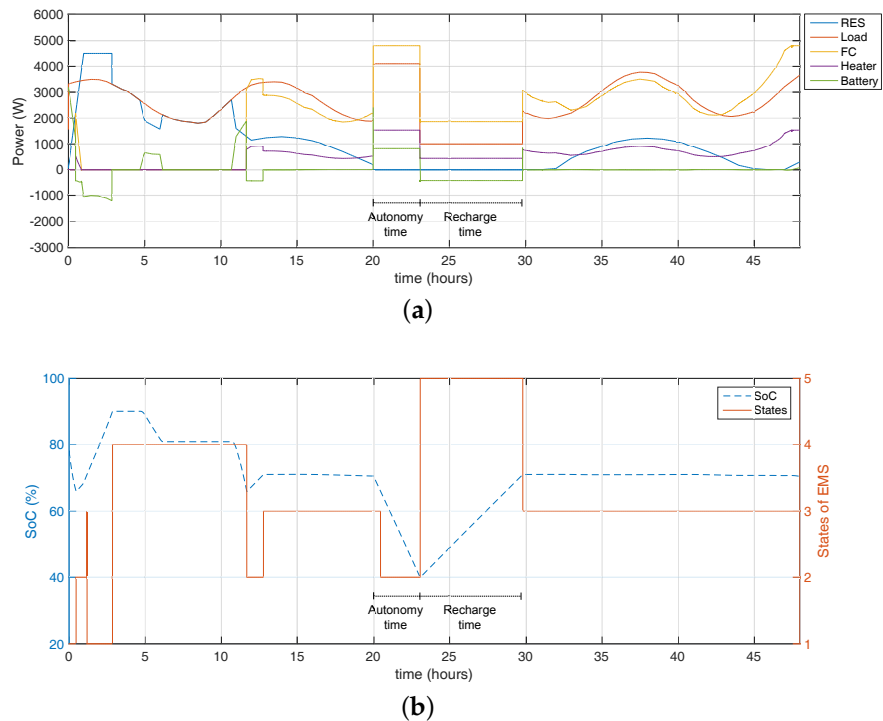 6000
5000
4000
3000
2000
1000
0
-1000
-2000
-3000
Power (W)
RES
Load
FC
Heater
Battery
Autonomy time
Recharge time
0 5 10 15 20 25 30 35 40 45
time (hours)
(a)
100
80
60
40
20
SoC (%)
SoC
States
5
4
3
2
1
States of EMS
Autonomy time
Recharge time
0 5 10 15 20 25 30 35 40 45
time (hours)
(b)